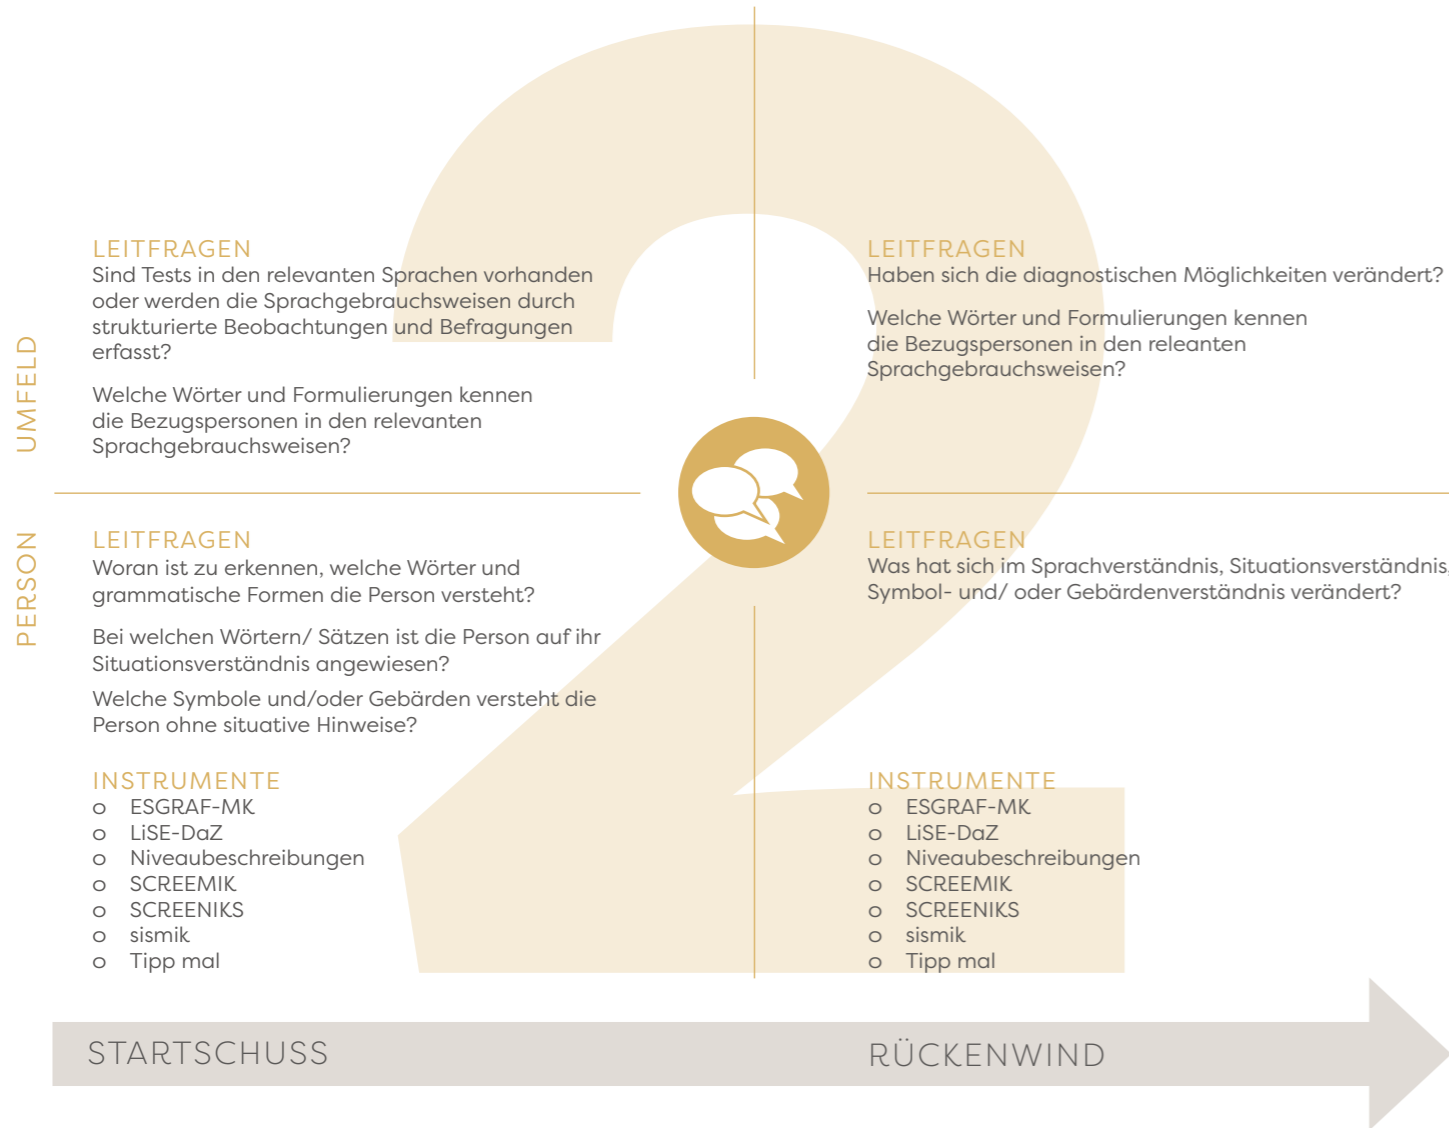 2
UMFELD
LEITFRAGEN
Sind Tests in den relevanten Sprachen vorhanden
oder werden die Sprachgebrauchsweisen durch
strukturierte Beobachtungen und Befragungen
erfasst?
Welche Wörter und Formulierungen kennen
die Bezugspersonen in den relevanten
Sprachgebrauchsweisen?
LEITFRAGEN
Haben sich die diagnostischen Möglichkeiten verändert?
Welche Wörter und Formulierungen kennen
die Bezugspersonen in den releanten
Sprachgebrauchsweisen?
PERSON
LEITFRAGEN
Woran ist zu erkennen, welche Wörter und
grammatische Formen die Person versteht?
Bei welchen Wörtern/ Sätzen ist die Person auf ihr
Situationsverständnis angewiesen?
Welche Symbole und/oder Gebärden versteht die
Person ohne situative Hinweise?
INSTRUMENTE
o ESGRAF-MK
o LiSE-DaZ
o Niveaubeschreibungen
o SCREEMIK
o SCREENIKS
o sismik
o Tipp mal
LEITFRAGEN
Was hat sich im Sprachverständnis, Situationsverständnis,
Symbol- und/ oder Gebärdenverständnis verändert?
INSTRUMENTE
o ESGRAF-MK
o LiSE-DaZ
o Niveaubeschreibungen
o SCREEMIK
o SCREENIKS
o sismik
o Tipp mal
STARTSCHUSS
RÜCKENWIND